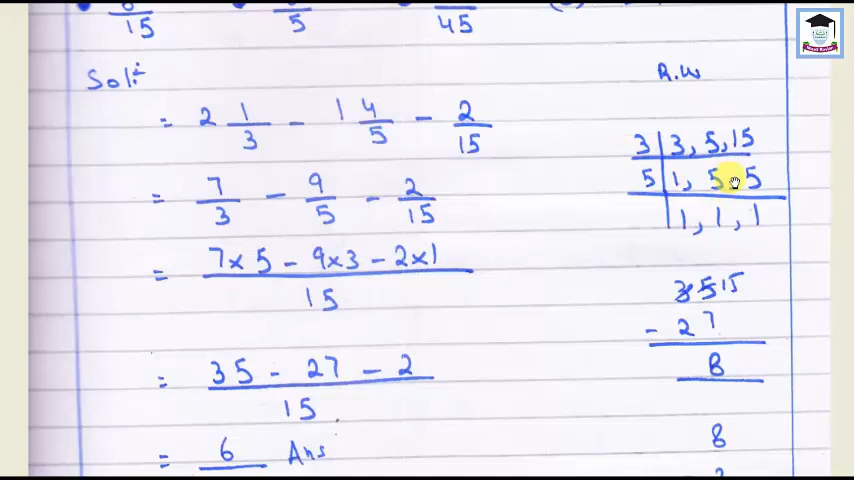 15 5 45
Sol:-
R.W
= 2 1/3 - 1 4/5 - 2/15
= 7/3 - 9/5 - 2/15
= 7×5 - 9×3 - 2×1 / 15
= 35 - 27 - 2 / 15
= 6 Ans
3 | 3, 5, 15
5 | 1, 5, 5
| 1, 1, 1
35 15
- 27
8
8